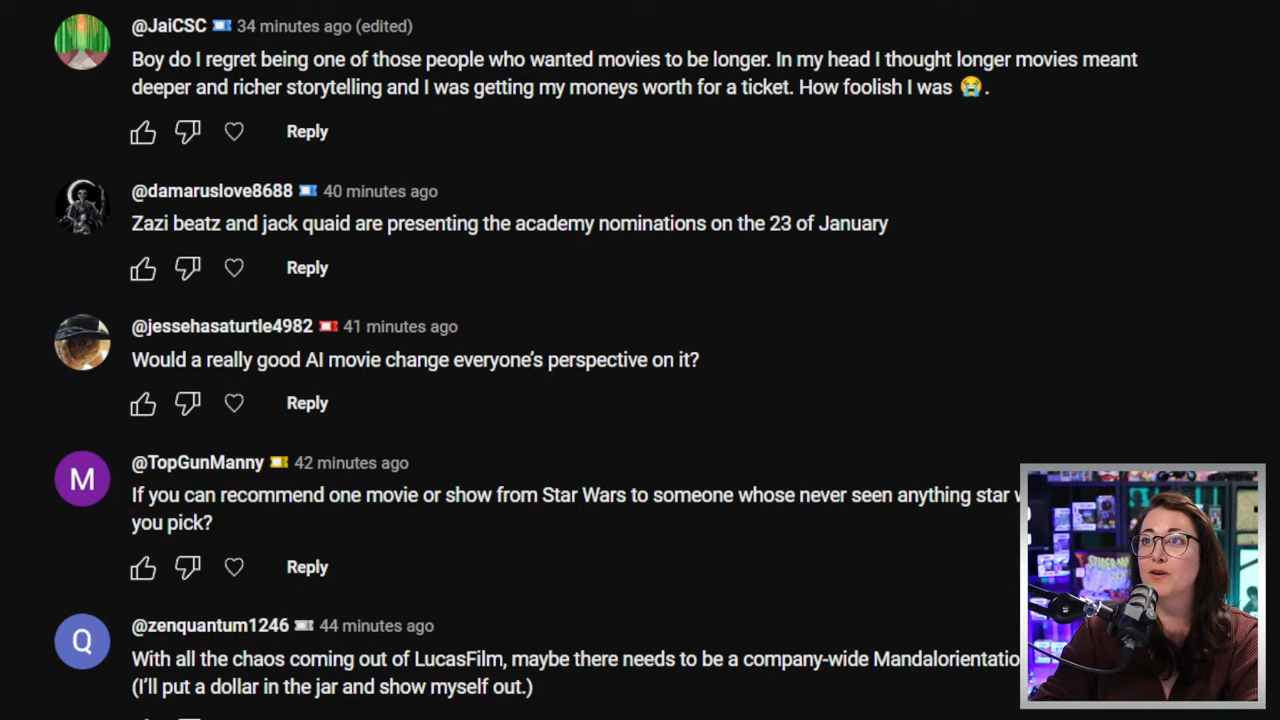 @JaiCSC 34 minutes ago (edited)
Boy do I regret being one of those people who wanted movies to be longer. In my head I thought longer movies meant
deeper and richer storytelling and I was getting my moneys worth for a ticket. How foolish I was 😭.
Reply
@damaruslove8688 40 minutes ago
Zazi beatz and jack quaid are presenting the academy nominations on the 23 of January
Reply
@jessehasaturtle4982 41 minutes ago
Would a really good AI movie change everyone's perspective on it?
Reply
M
@TopGunManny 42 minutes ago
If you can recommend one movie or show from Star Wars to someone whose never seen anything star
you pick?
Reply
Q
@zenquantum1246 44 minutes ago
With all the chaos coming out of LucasFilm, maybe there needs to be a company-wide Mandalorientatio
(I'll put a dollar in the jar and show myself out.)